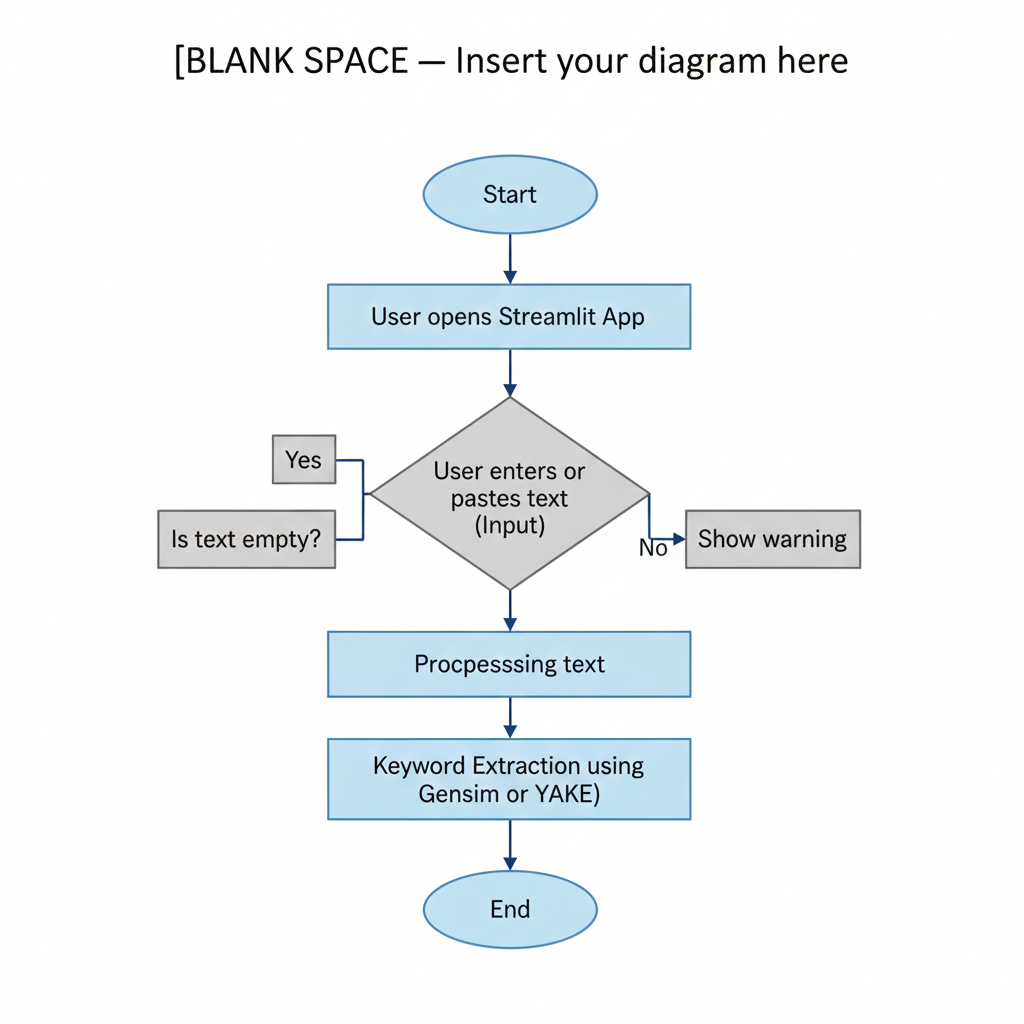 [BLANK SPACE — Insert your diagram here
Start
User opens Streamlit App
Yes
User enters or
pastes text
(Input)
Is text empty?
No
Show warning
Procpesssing text
Keyword Extraction using
Gensim or YAKE)
End